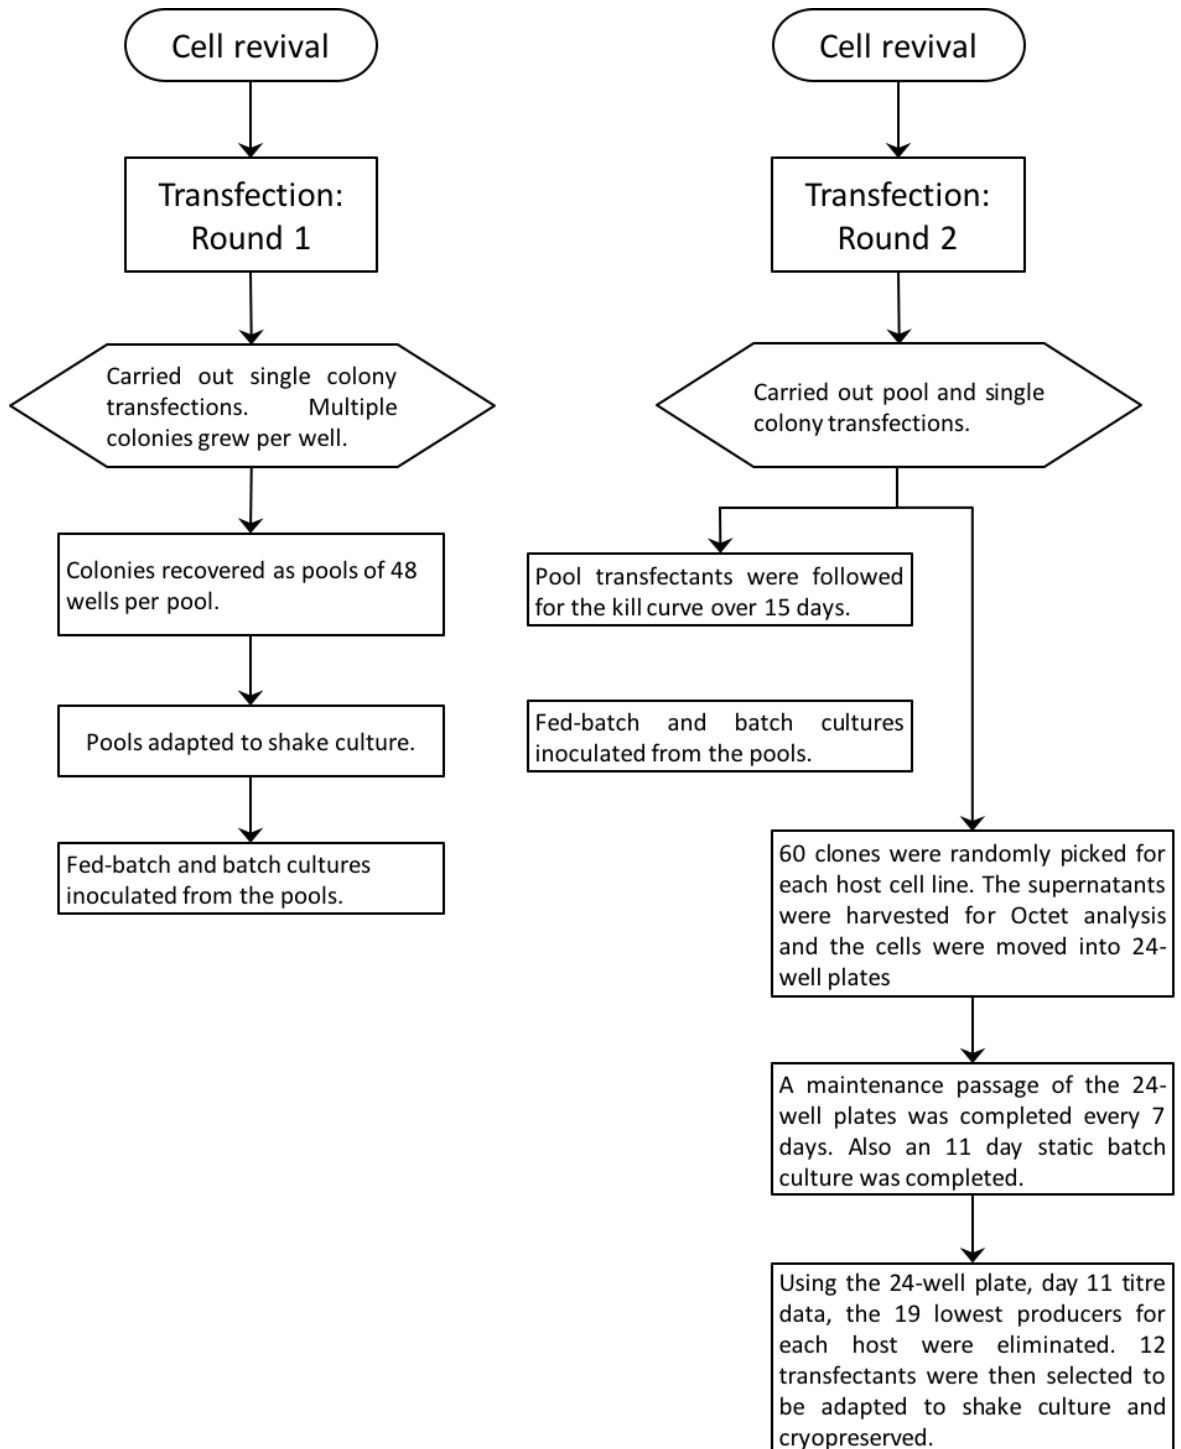 Cell revival
Transfection:
Round 1
Carried out single colony
transfections. Multiple
colonies grew per well.
Colonies recovered as pools of 48
wells per pool.
Pools adapted to shake culture.
Fed-batch and batch cultures
inoculated from the pools.
Cell revival
Transfection:
Round 2
Carried out pool and single
colony transfections.
Pool transfectants were followed
for the kill curve over 15 days.
Fed-batch and batch cultures
inoculated from the pools.
60 clones were randomly picked for
each host cell line. The supernatants
were harvested for Octet analysis
and the cells were moved into 24-
well plates
A maintenance passage of the 24-
well plates was completed every 7
days. Also an 11 day static batch
culture was completed.
Using the 24-well plate, day 11 titre
data, the 19 lowest producers for
each host were eliminated. 12
transfectants were then selected to
be adapted to shake culture and
cryopreserved.